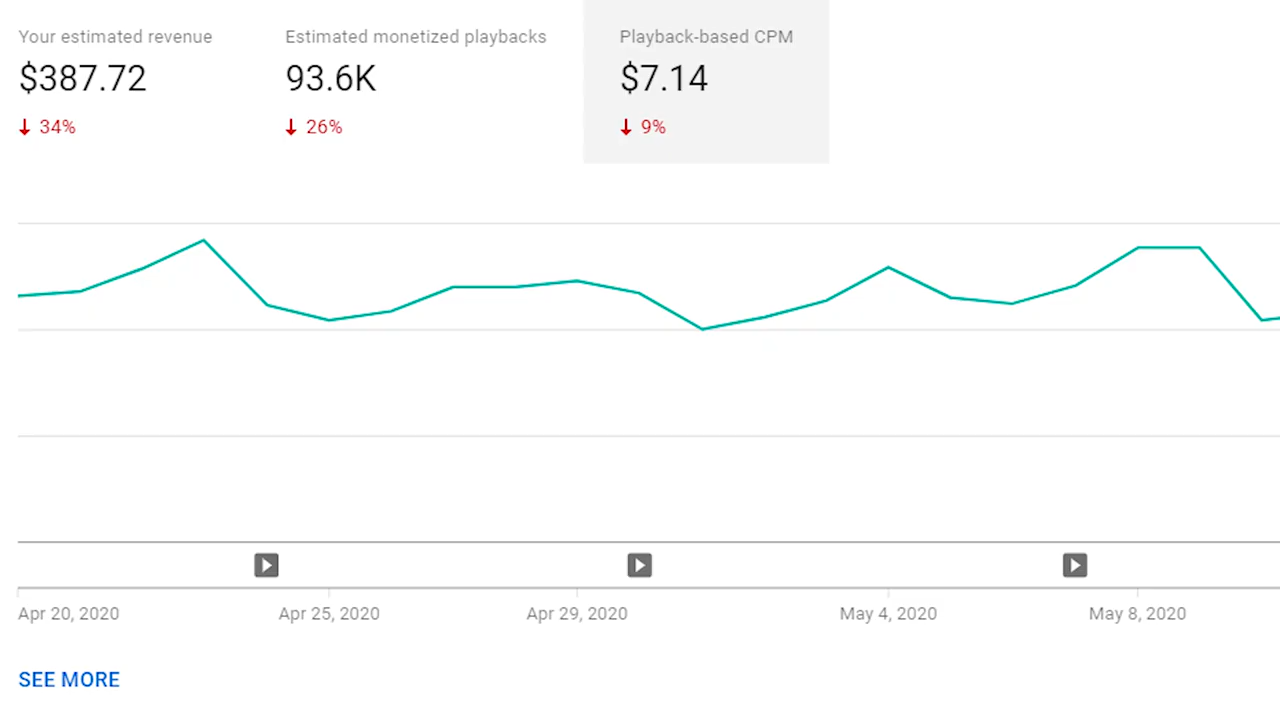 Your estimated revenue
$387.72
34%
Estimated monetized playbacks
93.6K
26%
Playback-based CPM
$7.14
9%
Apr 20, 2020
Apr 25, 2020
Apr 29, 2020
May 4, 2020
May 8, 2020
SEE MORE